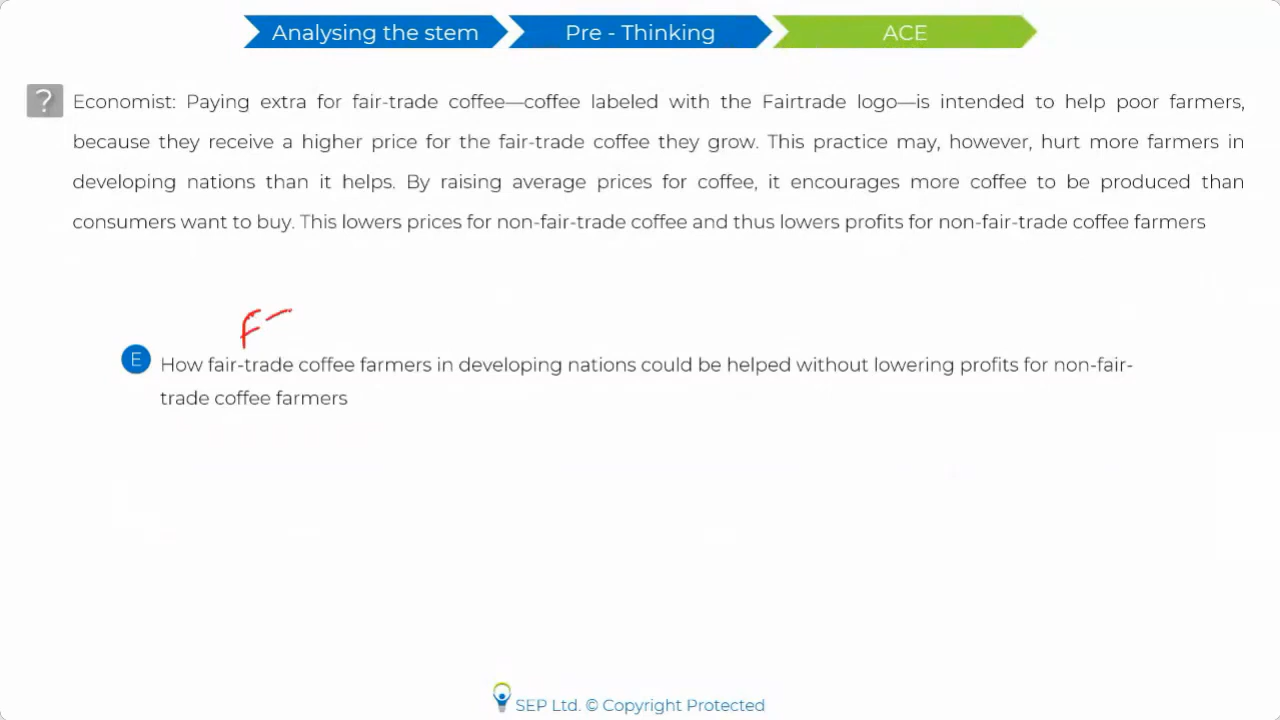 Analysing the stem
Pre - Thinking
ACE
?
Economist: Paying extra for fair-trade coffee—coffee labeled with the Fairtrade logo—is intended to help poor farmers,
because they receive a higher price for the fair-trade coffee they grow. This practice may, however, hurt more farmers in
developing nations than it helps. By raising average prices for coffee, it encourages more coffee to be produced than
consumers want to buy. This lowers prices for non-fair-trade coffee and thus lowers profits for non-fair-trade coffee farmers
E
How fair-trade coffee farmers in developing nations could be helped without lowering profits for non-fair-
trade coffee farmers
SEP Ltd. © Copyright Protected